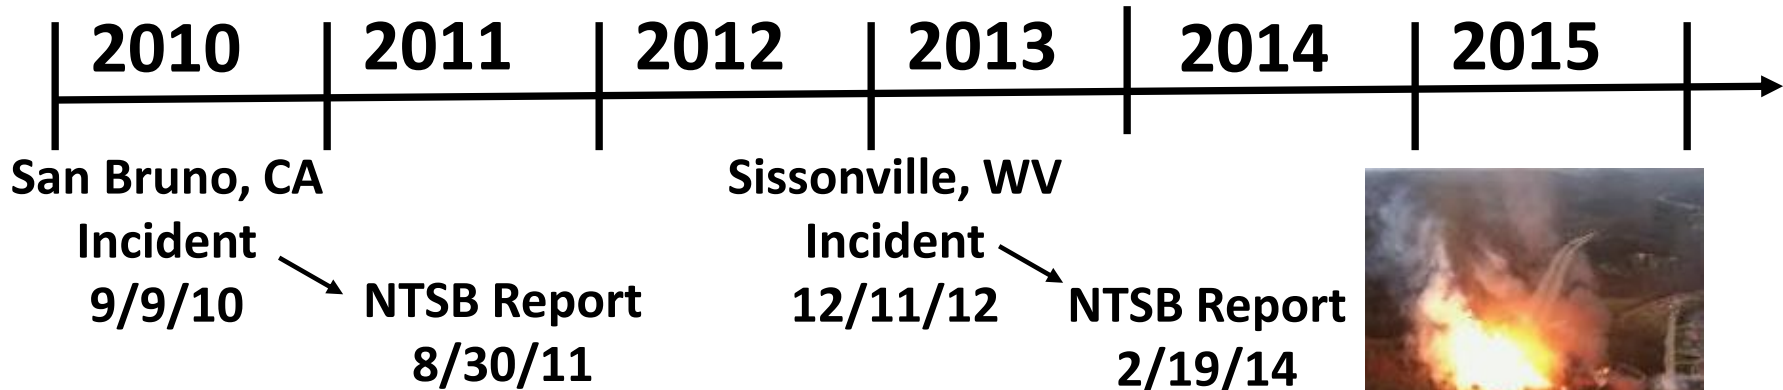 2010 2011 2012 2013 2014 2015
San Bruno, CA
Incident
9/9/10
NTSB Report
8/30/11
Sissonville, WV
Incident
12/11/12
NTSB Report
2/19/14